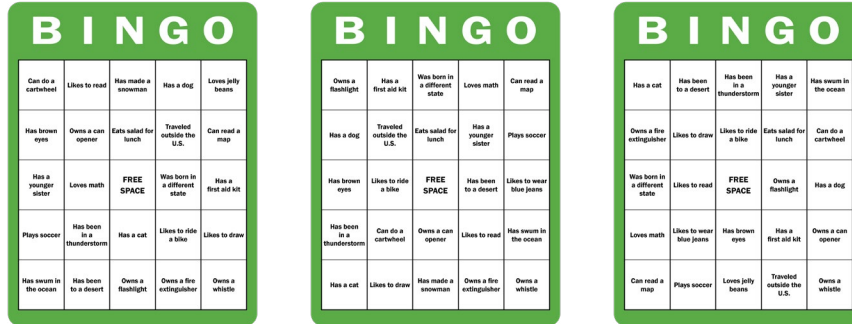 BINGO
Can do a cartwheel
Likes to read
Has made a snowman
Has a dog
Loves jelly beans
Has brown eyes
Owns a can opener
Eats salad for lunch
Traveled outside the U.S.
Can read a map
Has a younger sister
Loves math
FREE SPACE
Was born in a different state
Has a first aid kit
Plays soccer
Has been in a thunderstorm
Has a cat
Likes to ride a bike
Likes to draw
Has swum in the ocean
Has been to a desert
Owns a flashlight
Owns a fire extinguisher
Owns a whistle
BINGO
Owns a flashlight
Has a first aid kit
Was born in a different state
Loves math
Can read a map
Has a dog
Traveled outside the U.S.
Eats salad for lunch
Has a younger sister
Plays soccer
Has brown eyes
Likes to ride a bike
FREE SPACE
Has been to a desert
Likes to wear blue jeans
Has been in a thunderstorm
Can do a cartwheel
Owns a can opener
Likes to read
Has swum in the ocean
Has a cat
Likes to draw
Has made a snowman
Owns a fire extinguisher
Owns a whistle
BINGO
Has a cat
Has been to a desert
Has been in a thunderstorm
Has a younger sister
Has swum in the ocean
Owns a fire extinguisher
Likes to draw
Likes to ride a bike
Eats salad for lunch
Can do a cartwheel
Was born in a different state
Likes to read
FREE SPACE
Owns a flashlight
Has a dog
Loves math
Likes to wear blue jeans
Has brown eyes
Has a first aid kit
Owns a can opener
Can read a map
Plays soccer
Loves jelly beans
Traveled outside the U.S.
Owns a whistle